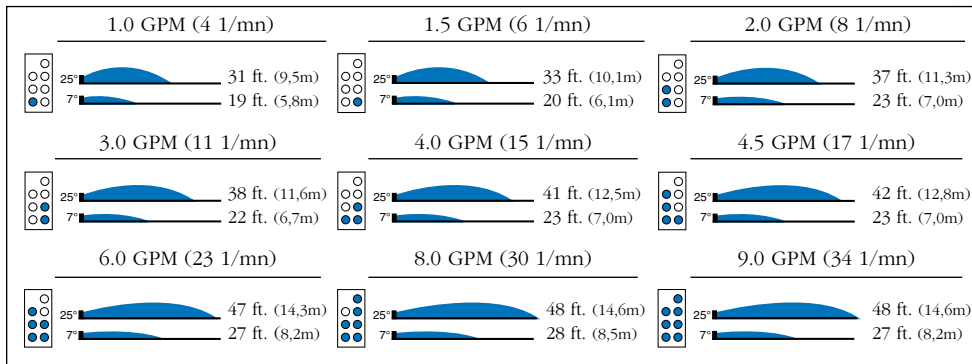 1.0 GPM (4 1/mn)
25° 31 ft. (9,5m)
7° 19 ft. (5,8m)
1.5 GPM (6 1/mn)
25° 33 ft. (10,1m)
7° 20 ft. (6,1m)
2.0 GPM (8 1/mn)
25° 37 ft. (11,3m)
7° 23 ft. (7,0m)
3.0 GPM (11 1/mn)
25° 38 ft. (11,6m)
7° 22 ft. (6,7m)
4.0 GPM (15 1/mn)
25° 41 ft. (12,5m)
7° 23 ft. (7,0m)
4.5 GPM (17 1/mn)
25° 42 ft. (12,8m)
7° 23 ft. (7,0m)
6.0 GPM (23 1/mn)
25° 47 ft. (14,3m)
7° 27 ft. (8,2m)
8.0 GPM (30 1/mn)
25° 48 ft. (14,6m)
7° 28 ft. (8,5m)
9.0 GPM (34 1/mn)
25° 48 ft. (14,6m)
7° 27 ft. (8,2m)